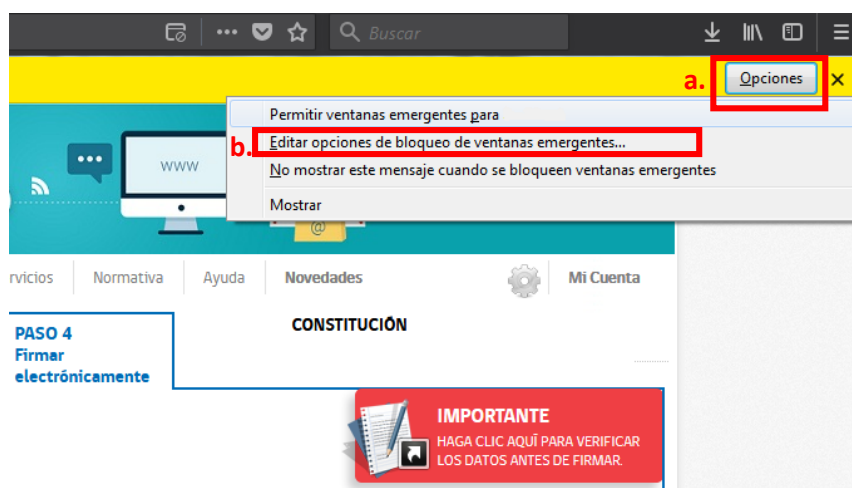 Buscar
a.
Opciones
Permitir ventanas emergentes para
b.
Editar opciones de bloqueo de ventanas emergentes...
No mostrar este mensaje cuando se bloqueen ventanas emergentes
Mostrar
www
@
rvicios
Normativa
Ayuda
Novedades
Mi Cuenta
CONSTITUCIÓN
PASO 4
Firmar
electrónicamente
IMPORTANTE
HAGA CLIC AQUÍ PARA VERIFICAR
LOS DATOS ANTES DE FIRMAR.